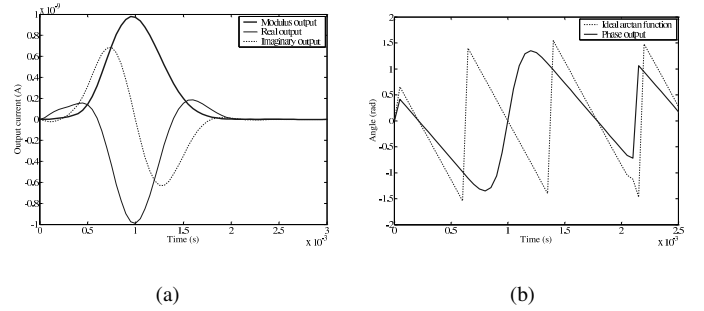 x 10^-9
1
0.8
0.6
0.4
0.2
0
-0.2
-0.4
-0.6
-0.8
-1
Output current (A)
Modulus output
Real output
Imaginary output
0 0.5 1 1.5 2 2.5 3
Time (s)
x 10^-3
(a)
2
1.5
1
0.5
0
-0.5
-1
-1.5
-2
Angle (rad)
Ideal arctan function
Phase output
0 0.5 1 1.5 2 2.5
Time (s)
x 10^-3
(b)